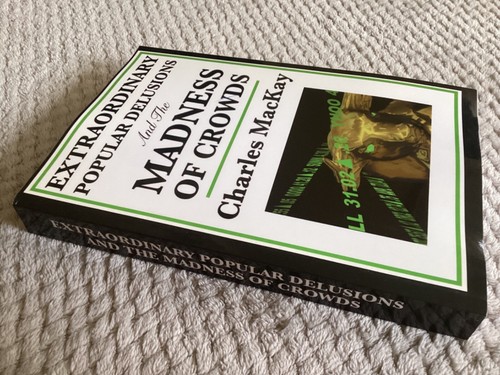 EXTRAORDINARY
POPULAR DELUSIONS
And The
MADNESS
OF CROWDS
Charles MacKay
EXTRAORDINARY POPULAR DELUSIONS
AND THE MADNESS OF CROWDS